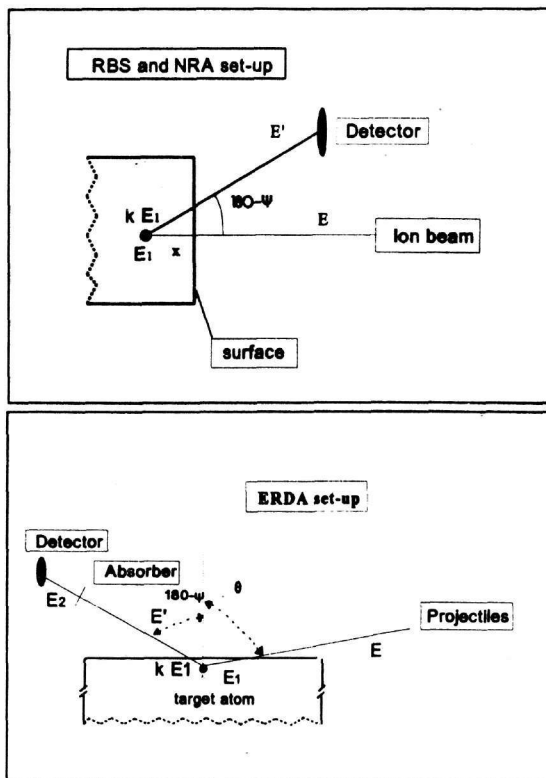 RBS and NRA set-up
E'
Detector
180-Ψ
k E1
E
Ion beam
E1
x
surface
ERDA set-up
Detector
Absorber
θ
180-Ψ
E2
E'
Projectiles
E
k E1
E1
target atom